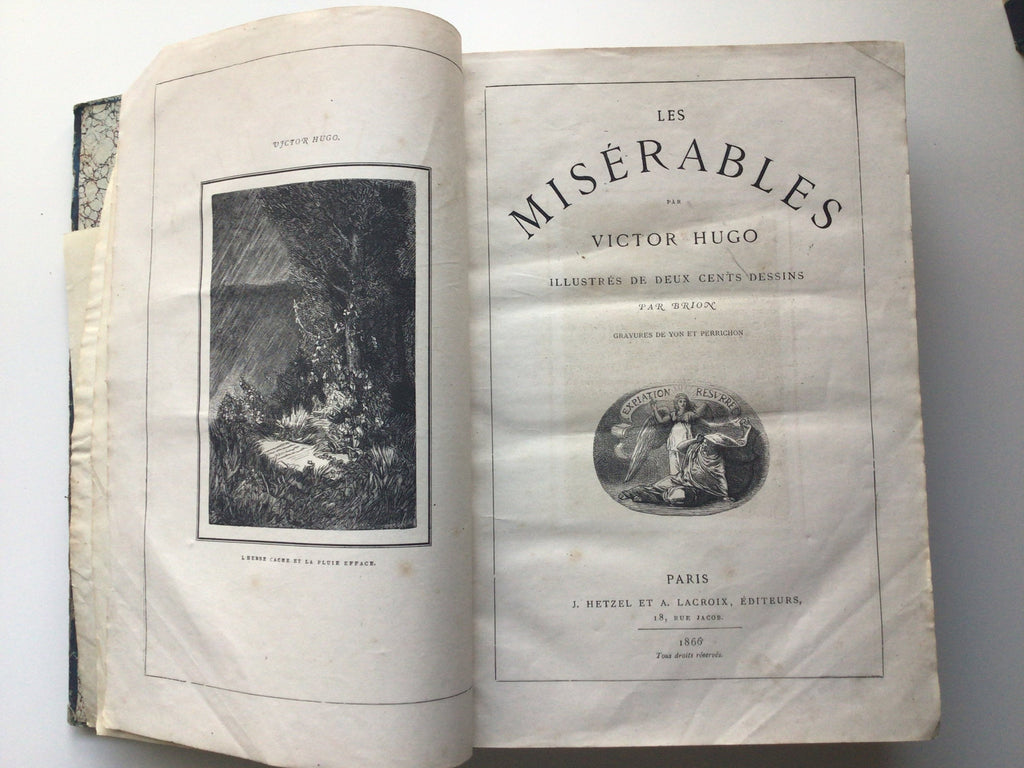 VICTOR HUGO.
L'HERBE CACHE ET LA PLUIE EFFACE.
LES
MISÉRABLES
PAR
VICTOR HUGO
ILLUSTRÉS DE DEUX CENTS DESSINS
PAR BRION
GRAVURES DE YON ET PERRICHON
EXPIATION RESVRRE
PARIS
J. HETZEL ET A. LACROIX, ÉDITEURS,
18, RUE JACOB.
1866
Tous droits réservés.